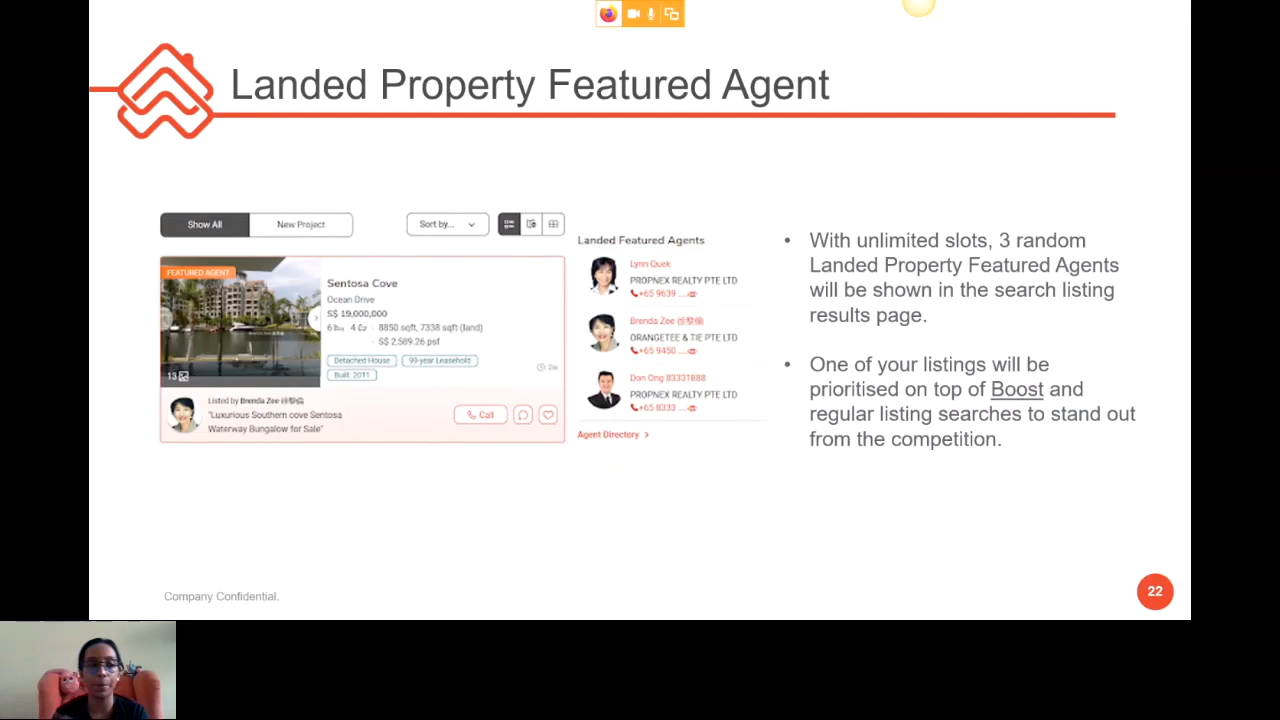 Landed Property Featured Agent
Show All
New Project
Sort by...
FEATURED AGENT
13
Sentosa Cove
Ocean Drive
S$ 19,000,000
6 4 · 8850 sqft, 7338 sqft (land)
· S$ 2,589.26 psf
Detached House
99-year Leasehold
Built: 2011
2w
Listed by Brenda Zee 徐黎倫
"Luxurious Southern cove Sentosa
Waterway Bungalow for Sale"
Call
Landed Featured Agents
Lynn Quek
PROPNEX REALTY PTE LTD
+65 9639 ....
Brenda Zee 徐黎倫
ORANGETEE & TIE PTE LTD
+65 9450 ....
Don Ong 83331888
PROPNEX REALTY PTE LTD
+65 8333 ....
Agent Directory >
• With unlimited slots, 3 random
Landed Property Featured Agents
will be shown in the search listing
results page.
• One of your listings will be
prioritised on top of Boost and
regular listing searches to stand out
from the competition.
Company Confidential.
22